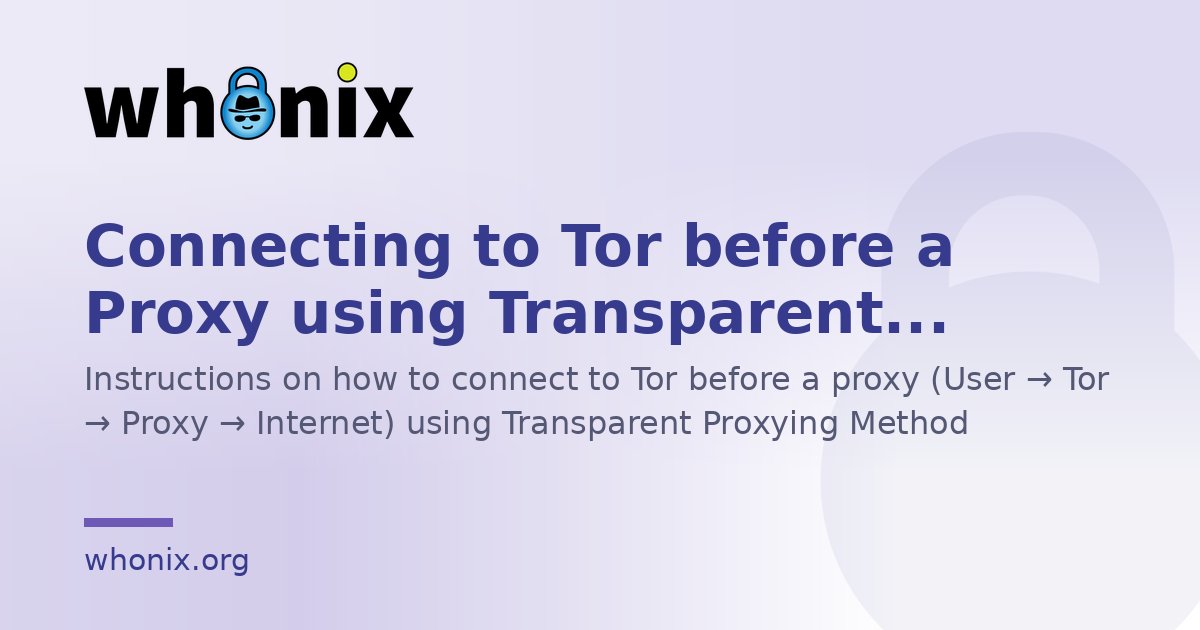 whonix
Connecting to Tor before a
Proxy using Transparent...
Instructions on how to connect to Tor before a proxy (User → Tor
→ Proxy → Internet) using Transparent Proxying Method
whonix.org